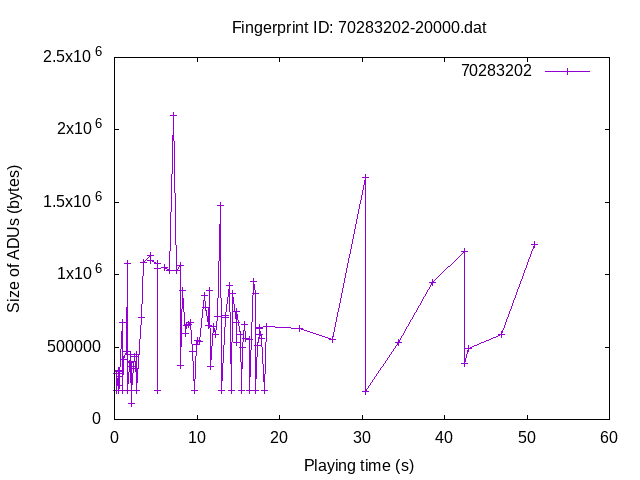 Fingerprint ID: 70283202-20000.dat
70283202
2.5x10^6
2x10^6
1.5x10^6
1x10^6
500000
0
Size of ADUs (bytes)
0 10 20 30 40 50 60
Playing time (s)